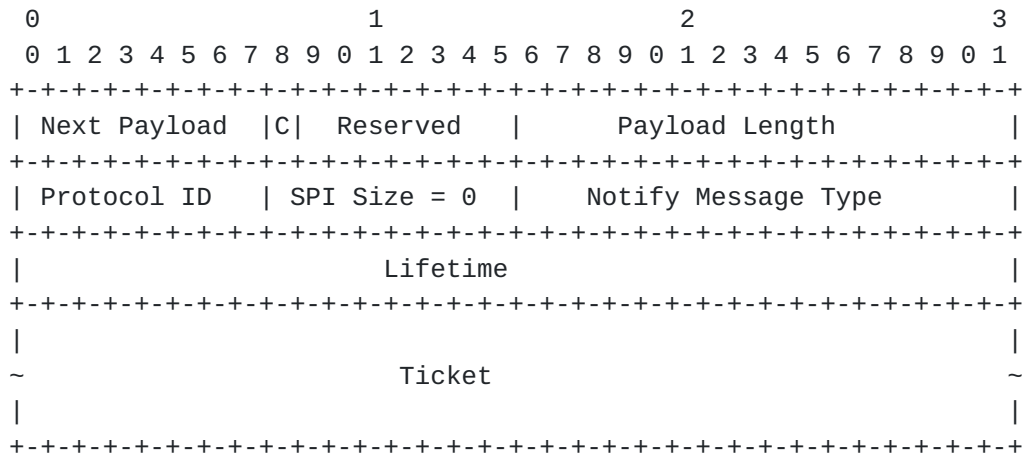 0                   1                   2                   3
 0 1 2 3 4 5 6 7 8 9 0 1 2 3 4 5 6 7 8 9 0 1 2 3 4 5 6 7 8 9 0 1
+-+-+-+-+-+-+-+-+-+-+-+-+-+-+-+-+-+-+-+-+-+-+-+-+-+-+-+-+-+-+-+-+
| Next Payload  |C|  Reserved   |      Payload Length           |
+-+-+-+-+-+-+-+-+-+-+-+-+-+-+-+-+-+-+-+-+-+-+-+-+-+-+-+-+-+-+-+-+
| Protocol ID   | SPI Size = 0  |    Notify Message Type        |
+-+-+-+-+-+-+-+-+-+-+-+-+-+-+-+-+-+-+-+-+-+-+-+-+-+-+-+-+-+-+-+-+
|                       Lifetime                                |
+-+-+-+-+-+-+-+-+-+-+-+-+-+-+-+-+-+-+-+-+-+-+-+-+-+-+-+-+-+-+-+-+
|                                                               |
~                        Ticket                                 ~
|                                                               |
+-+-+-+-+-+-+-+-+-+-+-+-+-+-+-+-+-+-+-+-+-+-+-+-+-+-+-+-+-+-+-+-+